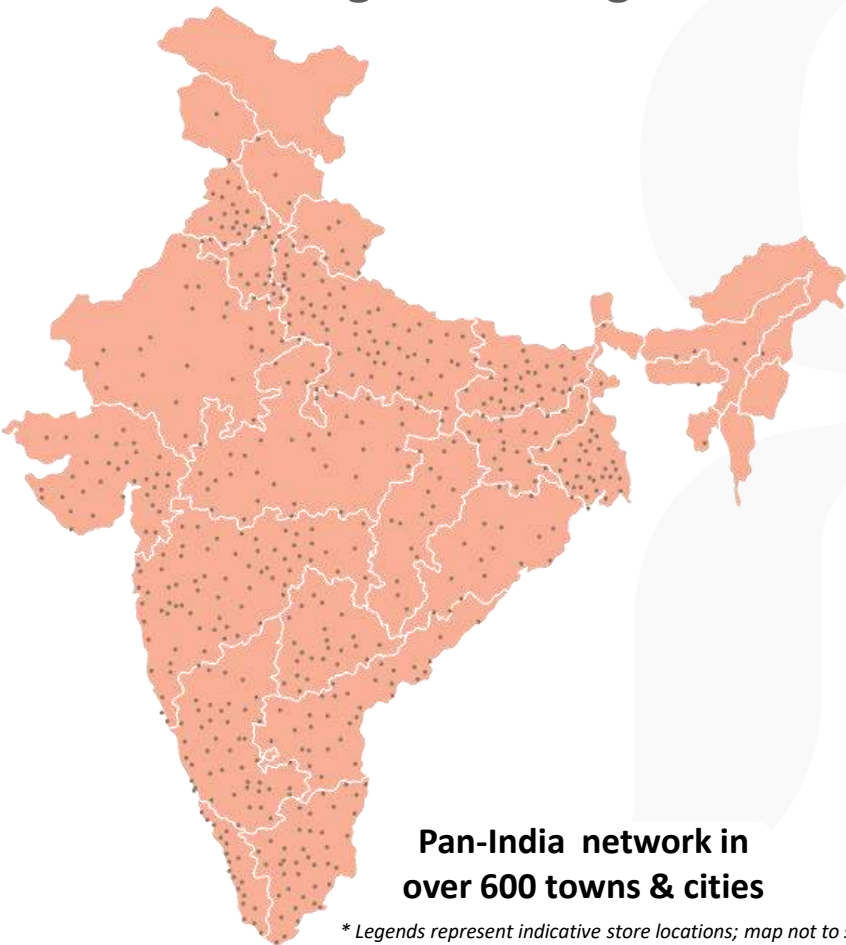 Pan-India network in
over 600 towns & cities
* Legends represent indicative store locations; map not to